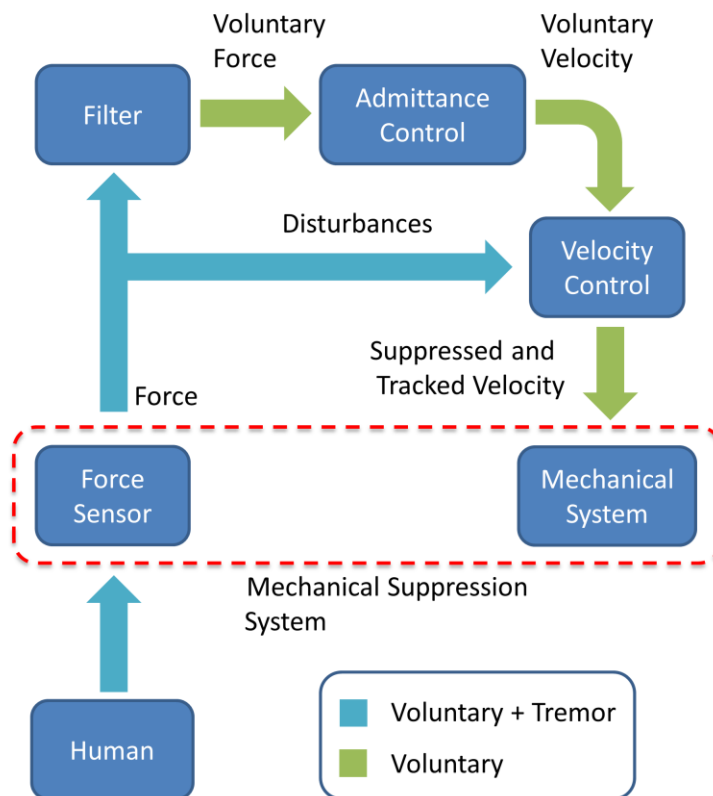 Voluntary
Force
Voluntary
Velocity
Filter
Admittance
Control
Disturbances
Velocity
Control
Suppressed and
Tracked Velocity
Force
Force
Sensor
Mechanical
System
Mechanical Suppression
System
Human
Voluntary + Tremor
Voluntary